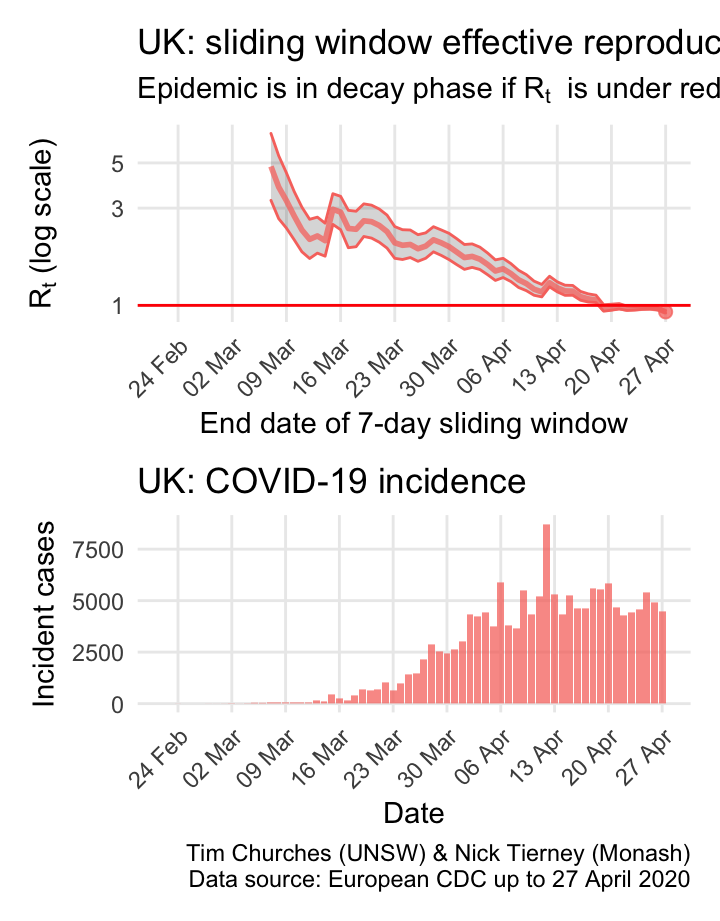 UK: sliding window effective reproduc
Epidemic is in decay phase if Rt is under red
Rt (log scale)
5
3
1
24 Feb
02 Mar
09 Mar
16 Mar
23 Mar
30 Mar
06 Apr
13 Apr
20 Apr
27 Apr
End date of 7-day sliding window
UK: COVID-19 incidence
Incident cases
7500
5000
2500
0
24 Feb
02 Mar
09 Mar
16 Mar
23 Mar
30 Mar
06 Apr
13 Apr
20 Apr
27 Apr
Date
Tim Churches (UNSW) & Nick Tierney (Monash)
Data source: European CDC up to 27 April 2020